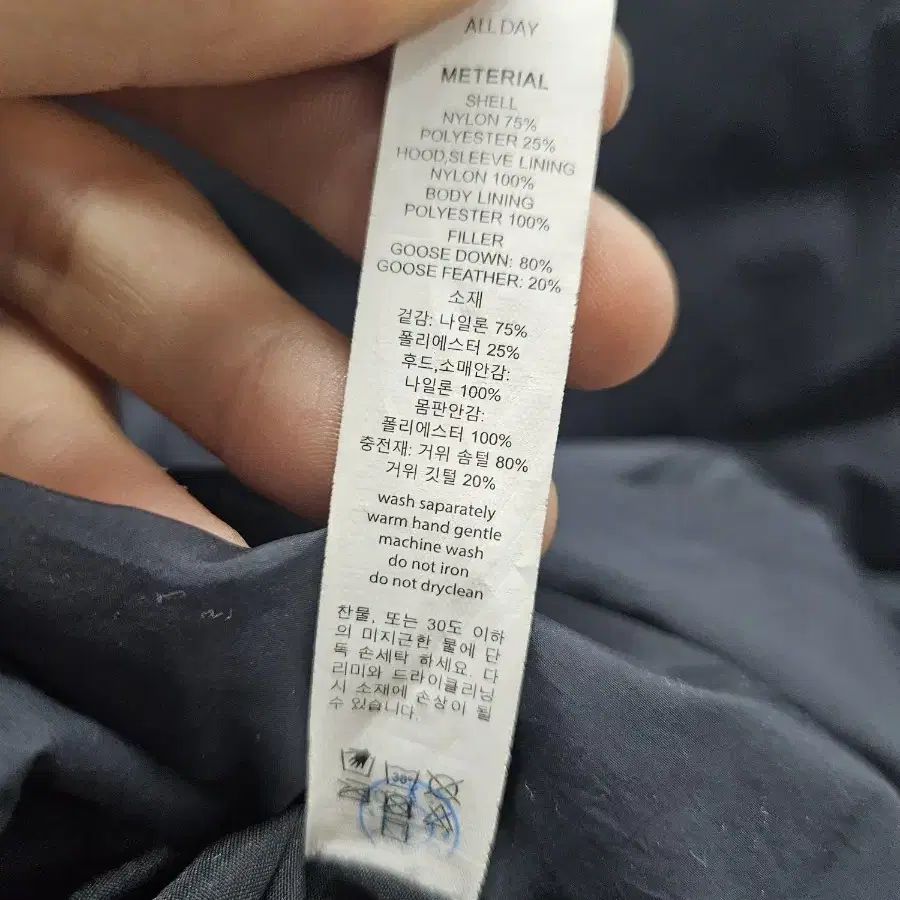 ALL DAY
METERIAL
SHELL
NYLON 75%
POLYESTER 25%
HOOD,SLEEVE LINING
NYLON 100%
BODY LINING
POLYESTER 100%
FILLER
GOOSE DOWN: 80%
GOOSE FEATHER: 20%
소재
겉감: 나일론 75%
폴리에스터 25%
후드,소매안감:
나일론 100%
몸판안감:
폴리에스터 100%
충전재: 거위 솜털 80%
거위 깃털 20%
wash saparately
warm hand gentle
machine wash
do not iron
do not dryclean
찬물, 또는 30도 이하
의 미지근한 물에 단
독 손세탁 하세요. 다
리미와 드라이클리닝
시 소재에 손상이 될
수 있습니다.
30°